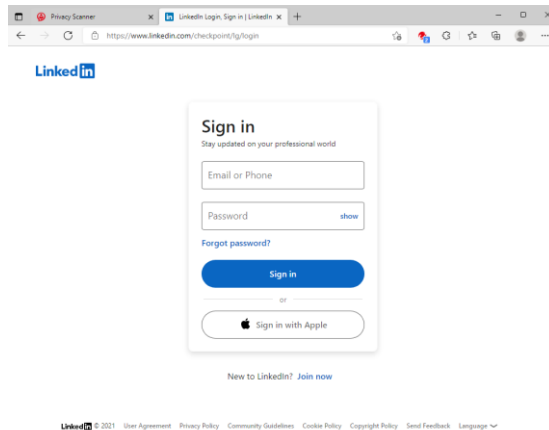 Privacy Scanner
LinkedIn Login, Sign in | LinkedIn
https://www.linkedin.com/checkpoint/lg/login
Linked in
Sign in
Stay updated on your professional world
Email or Phone
Password show
Forgot password?
Sign in
or
Sign in with Apple
New to LinkedIn? Join now
Linked in © 2021 User Agreement Privacy Policy Community Guidelines Cookie Policy Copyright Policy Send Feedback Language